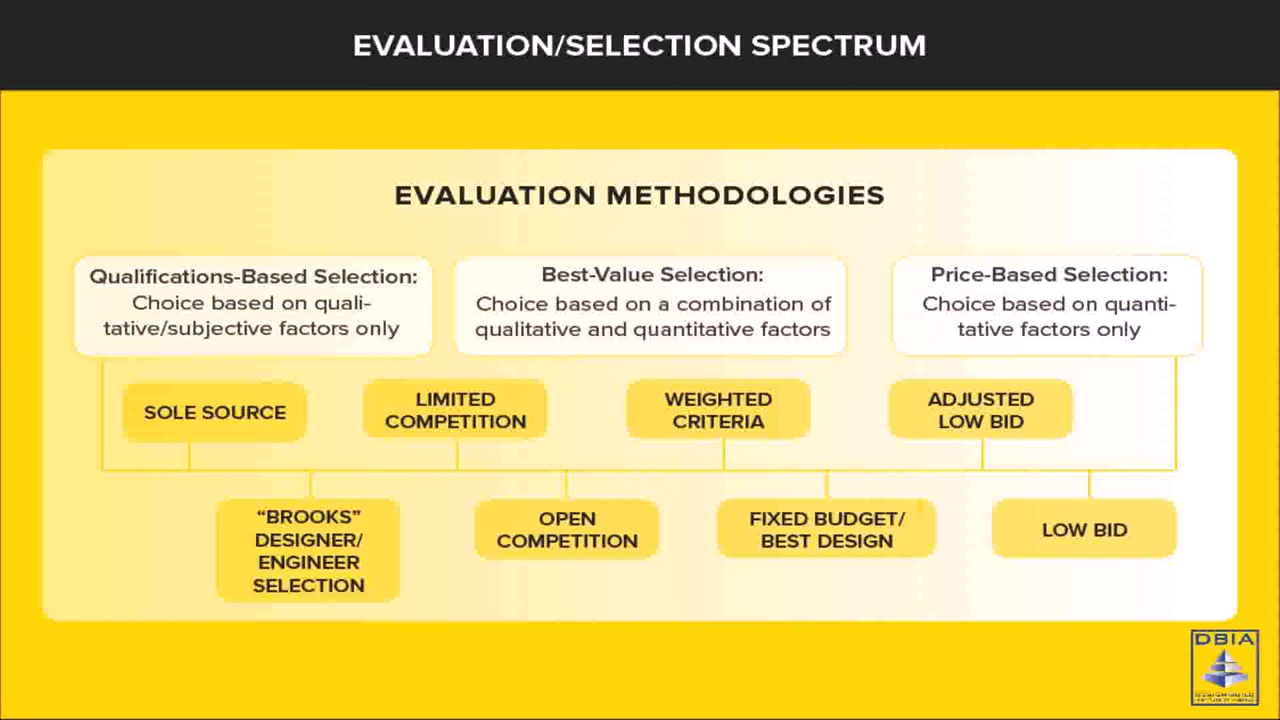 EVALUATION/SELECTION SPECTRUM
EVALUATION METHODOLOGIES
Qualifications-Based Selection:
Choice based on quali-
tative/subjective factors only
Best-Value Selection:
Choice based on a combination of
qualitative and quantitative factors
Price-Based Selection:
Choice based on quanti-
tative factors only
SOLE SOURCE
LIMITED
COMPETITION
WEIGHTED
CRITERIA
ADJUSTED
LOW BID
“BROOKS”
DESIGNER/
ENGINEER
SELECTION
OPEN
COMPETITION
FIXED BUDGET/
BEST DESIGN
LOW BID
DBIA